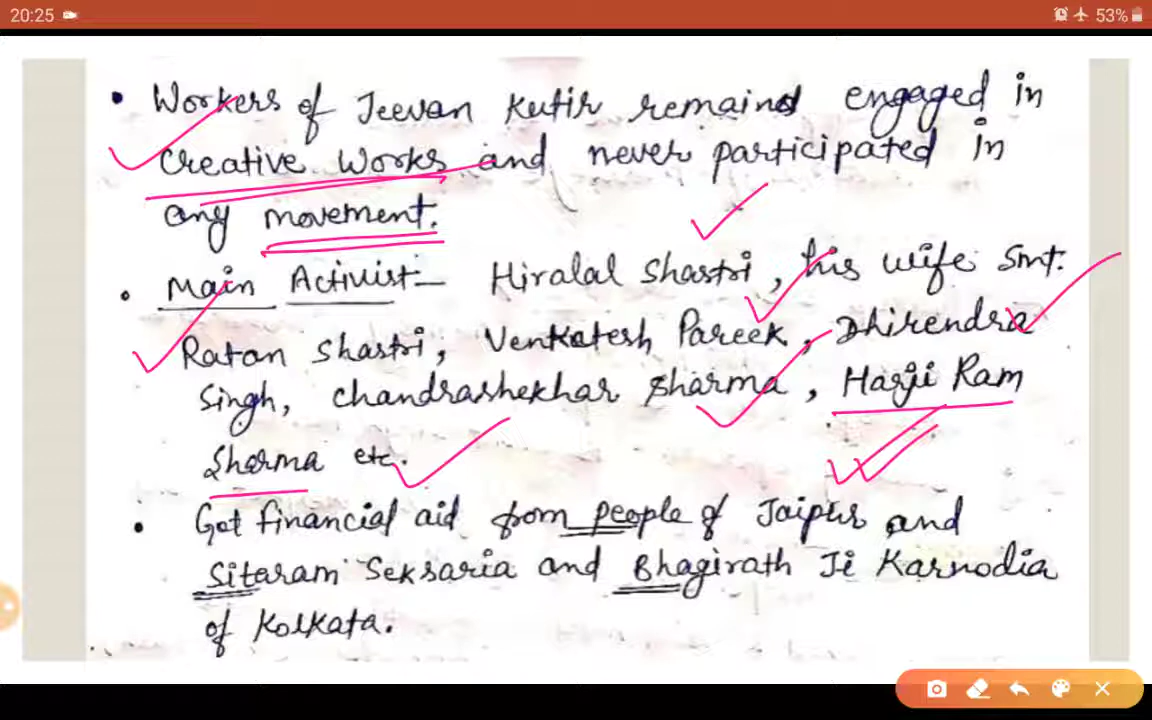 20:25
53%
• Workers of Jeevan Kutir remained engaged in
creative works and never participated in
any movement.
• Main Activist - Hiralal Shastri, his wife Smt.
Ratan Shastri, Venkatesh Pareek, Dhirendra
Singh, Chandrashekhar Sharma, Harji Ram
Sharma etc.
• Got financial aid from people of Jaipur and
Sitaram Seksaria and Bhagirath Ji Karnodia
of Kolkata.